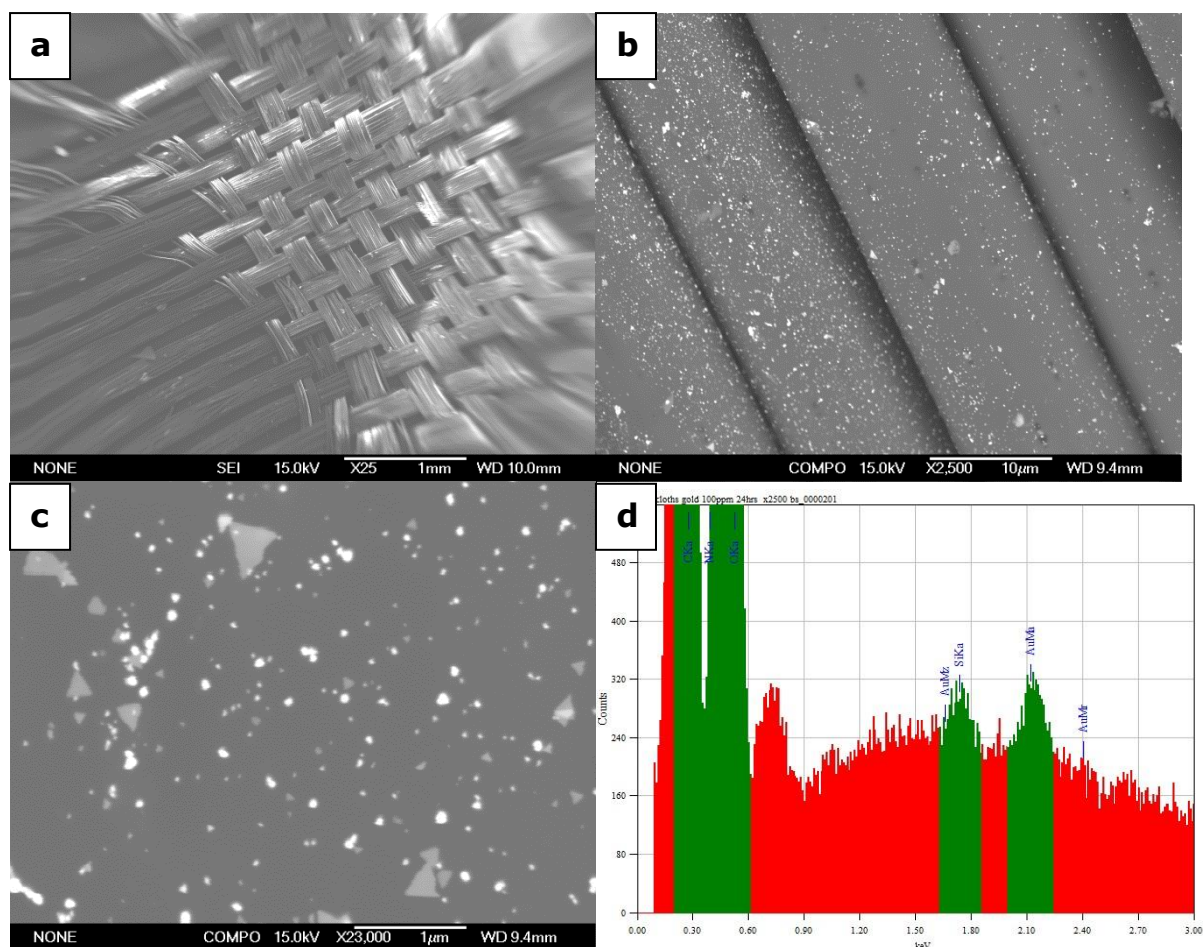 a
NONE SEI 15.0kV X25 1mm WD 10.0mm
b
NONE COMPO 15.0kV X2,500 10µm WD 9.4mm
c
NONE COMPO 15.0kV X23,000 1µm WD 9.4mm
d
cloths gold 100ppm 24hrs x2500 bs_0000201
CKa NKa OKa
AuMz SiKa AuMa AuMr
Counts
480
400
320
240
160
80
0
0.00 0.30 0.60 0.90 1.20 1.50 1.80 2.10 2.40 2.70 3.00
keV